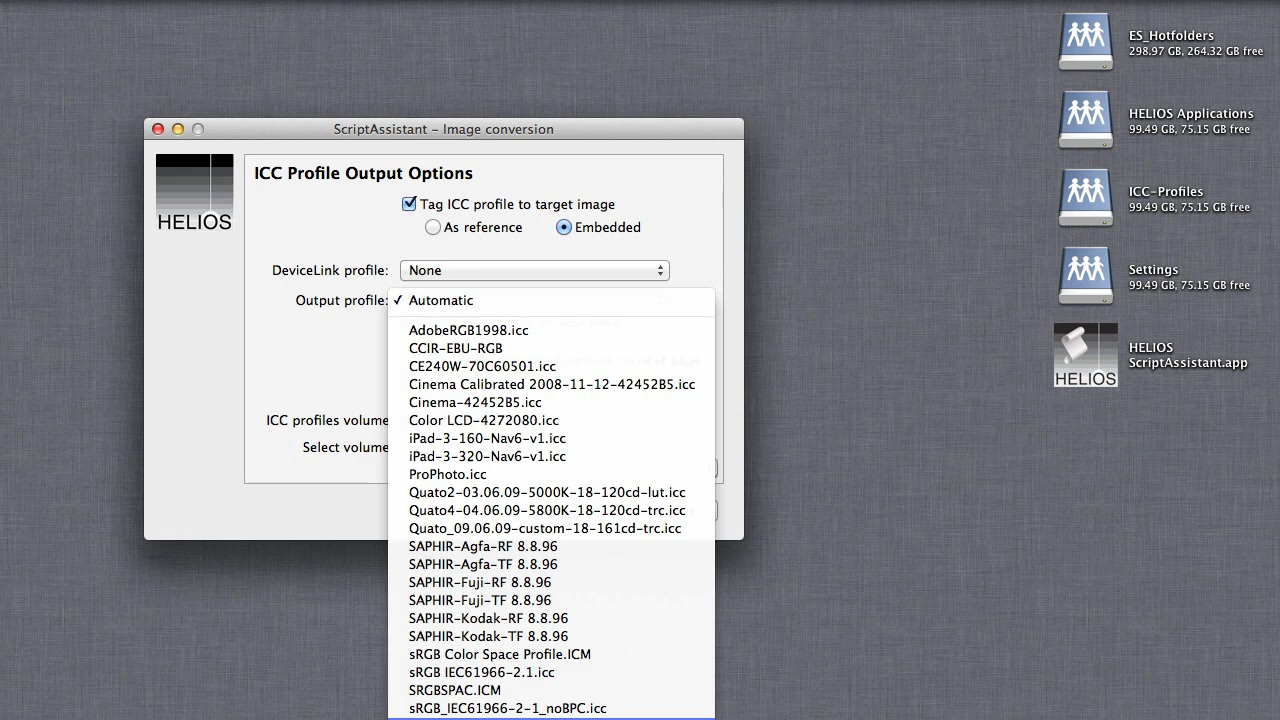 ScriptAssistant – Image conversion
HELIOS
ICC Profile Output Options
Tag ICC profile to target image
As reference
Embedded
DeviceLink profile:
None
Output profile:
✓ Automatic
AdobeRGB1998.icc
CCIR-EBU-RGB
CE240W-70C60501.icc
Cinema Calibrated 2008-11-12-42452B5.icc
Cinema-42452B5.icc
Color LCD-4272080.icc
iPad-3-160-Nav6-v1.icc
iPad-3-320-Nav6-v1.icc
ProPhoto.icc
Quato2-03.06.09-5000K-18-120cd-lut.icc
Quato4-04.06.09-5800K-18-120cd-trc.icc
Quato_09.06.09-custom-18-161cd-trc.icc
SAPHIR-Agfa-RF 8.8.96
SAPHIR-Agfa-TF 8.8.96
SAPHIR-Fuji-RF 8.8.96
SAPHIR-Fuji-TF 8.8.96
SAPHIR-Kodak-RF 8.8.96
SAPHIR-Kodak-TF 8.8.96
sRGB Color Space Profile.ICM
sRGB IEC61966-2.1.icc
SRGBSPAC.ICM
sRGB_IEC61966-2-1_noBPC.icc
ICC profiles volume
Select volume
ES_Hotfolders
298.97 GB, 264.32 GB free
HELIOS Applications
99.49 GB, 75.15 GB free
ICC-Profiles
99.49 GB, 75.15 GB free
Settings
99.49 GB, 75.15 GB free
HELIOS
HELIOS
ScriptAssistant.app